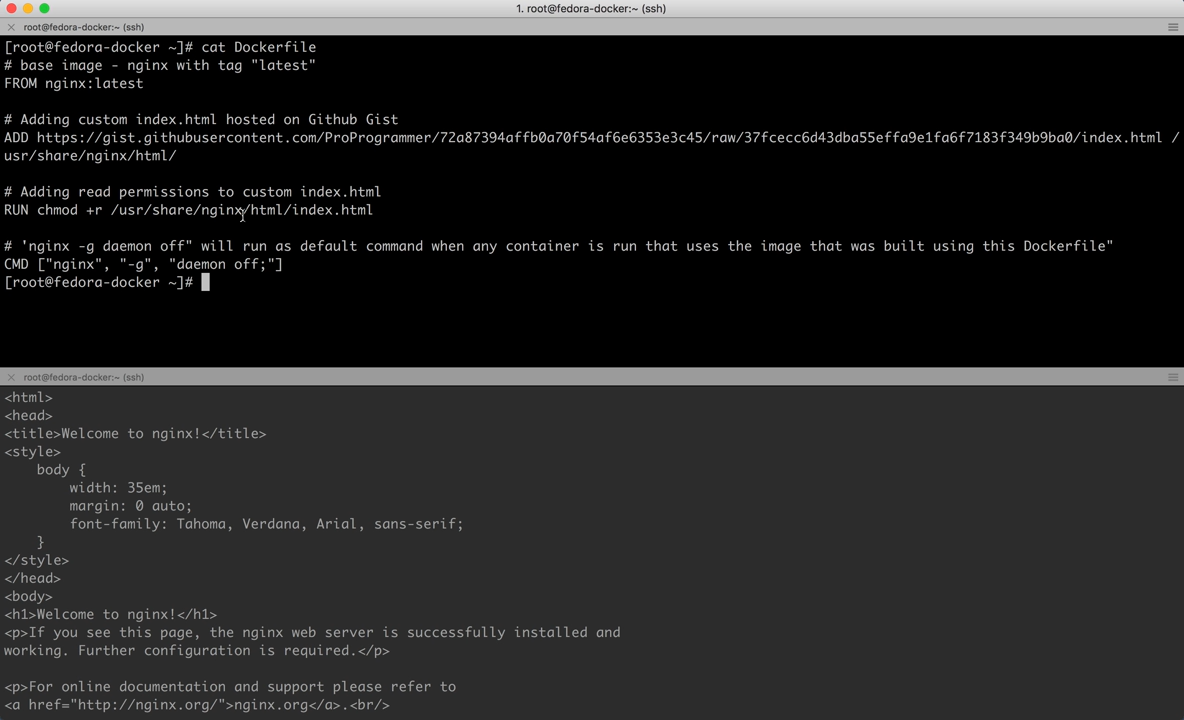 1. root@fedora-docker:~ (ssh)
root@fedora-docker:~ (ssh)
[root@fedora-docker ~]# cat Dockerfile
# base image - nginx with tag "latest"
FROM nginx:latest
# Adding custom index.html hosted on Github Gist
ADD https://gist.githubusercontent.com/ProProgrammer/72a87394affb0a70f54af6e6353e3c45/raw/37fcecc6d43dba55effa9e1fa6f7183f349b9ba0/index.html /
usr/share/nginx/html/
# Adding read permissions to custom index.html
RUN chmod +r /usr/share/nginx/html/index.html
# 'nginx -g daemon off" will run as default command when any container is run that uses the image that was built using this Dockerfile"
CMD ["nginx", "-g", "daemon off;"]
[root@fedora-docker ~]#
root@fedora-docker:~ (ssh)
<html>
<head>
<title>Welcome to nginx!</title>
<style>
    body {
        width: 35em;
        margin: 0 auto;
        font-family: Tahoma, Verdana, Arial, sans-serif;
    }
</style>
</head>
<body>
<h1>Welcome to nginx!</h1>
<p>If you see this page, the nginx web server is successfully installed and
working. Further configuration is required.</p>
<p>For online documentation and support please refer to
<a href="http://nginx.org/">nginx.org</a>.<br/>